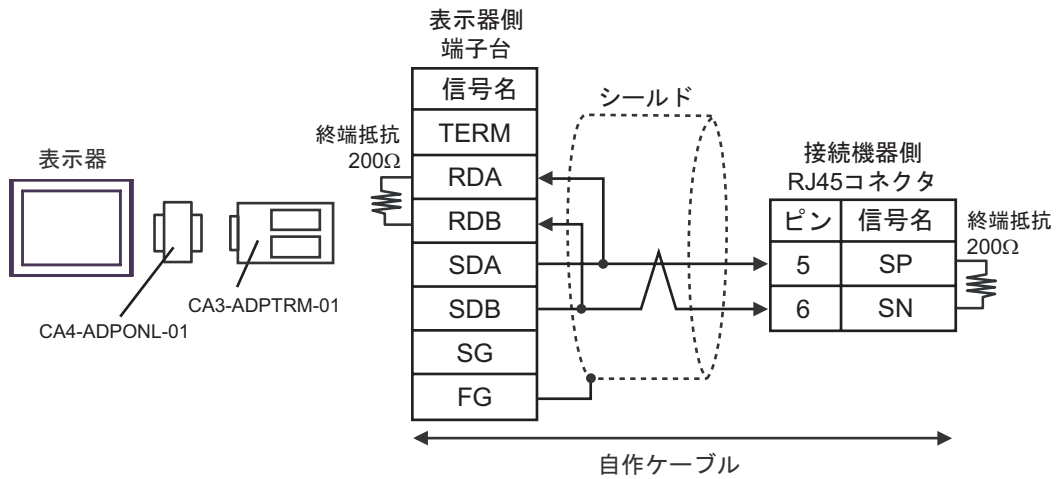 表示器
CA4-ADPONL-01
CA3-ADPTRM-01
終端抵抗
200Ω
表示器側
端子台
信号名
TERM
RDA
RDB
SDA
SDB
SG
FG
シールド
接続機器側
RJ45コネクタ
ピン 信号名
5 SP
6 SN
終端抵抗
200Ω
自作ケーブル